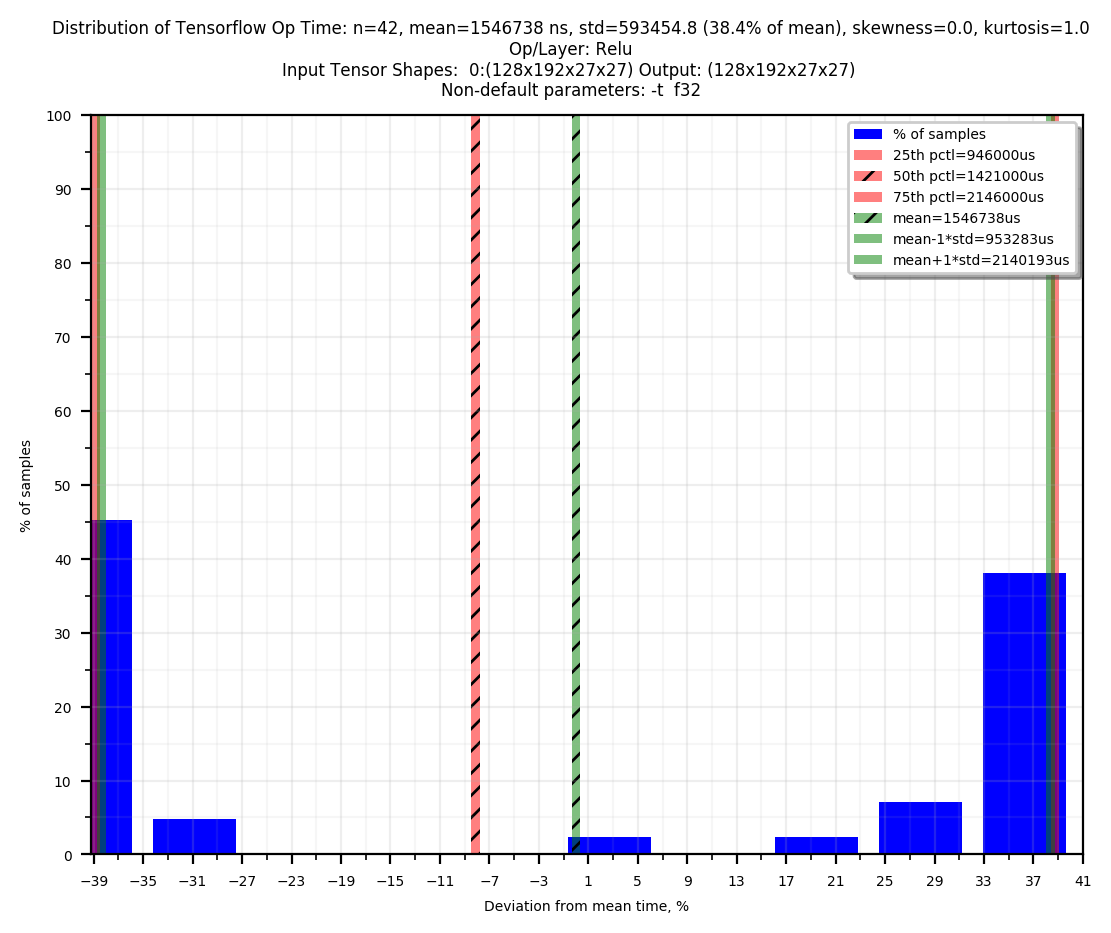 Distribution of Tensorflow Op Time: n=42, mean=1546738 ns, std=593454.8 (38.4% of mean), skewness=0.0, kurtosis=1.0
Op/Layer: Relu
Input Tensor Shapes:  0:(128x192x27x27) Output: (128x192x27x27)
Non-default parameters: -t  f32
% of samples
25th pctl=946000us
50th pctl=1421000us
75th pctl=2146000us
mean=1546738us
mean-1*std=953283us
mean+1*std=2140193us
100
90
80
70
60
50
40
30
20
10
0
% of samples
−39 −35 −31 −27 −23 −19 −15 −11 −7 −3 1 5 9 13 17 21 25 29 33 37 41
Deviation from mean time, %